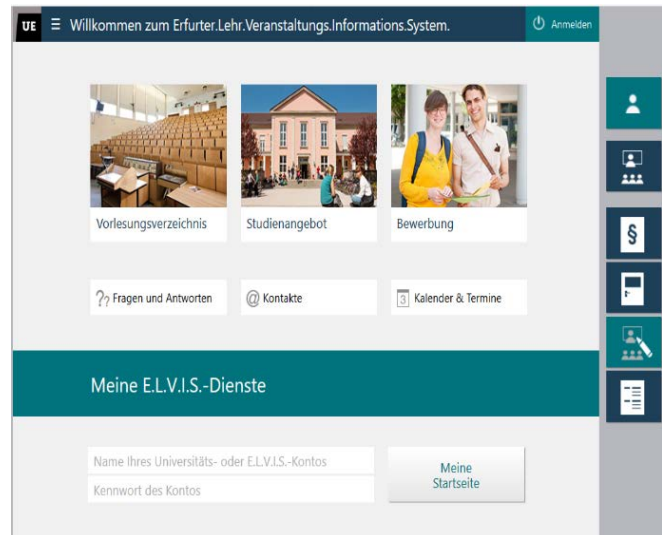 UE
Willkommen zum Erfurter.Lehr.Veranstaltungs.Informations.System.
Anmelden
Vorlesungsverzeichnis
Studienangebot
Bewerbung
?? Fragen und Antworten
@ Kontakte
3 Kalender & Termine
§
Meine E.L.V.I.S.-Dienste
Name Ihres Universitäts- oder E.L.V.I.S.-Kontos
Kennwort des Kontos
Meine
Startseite